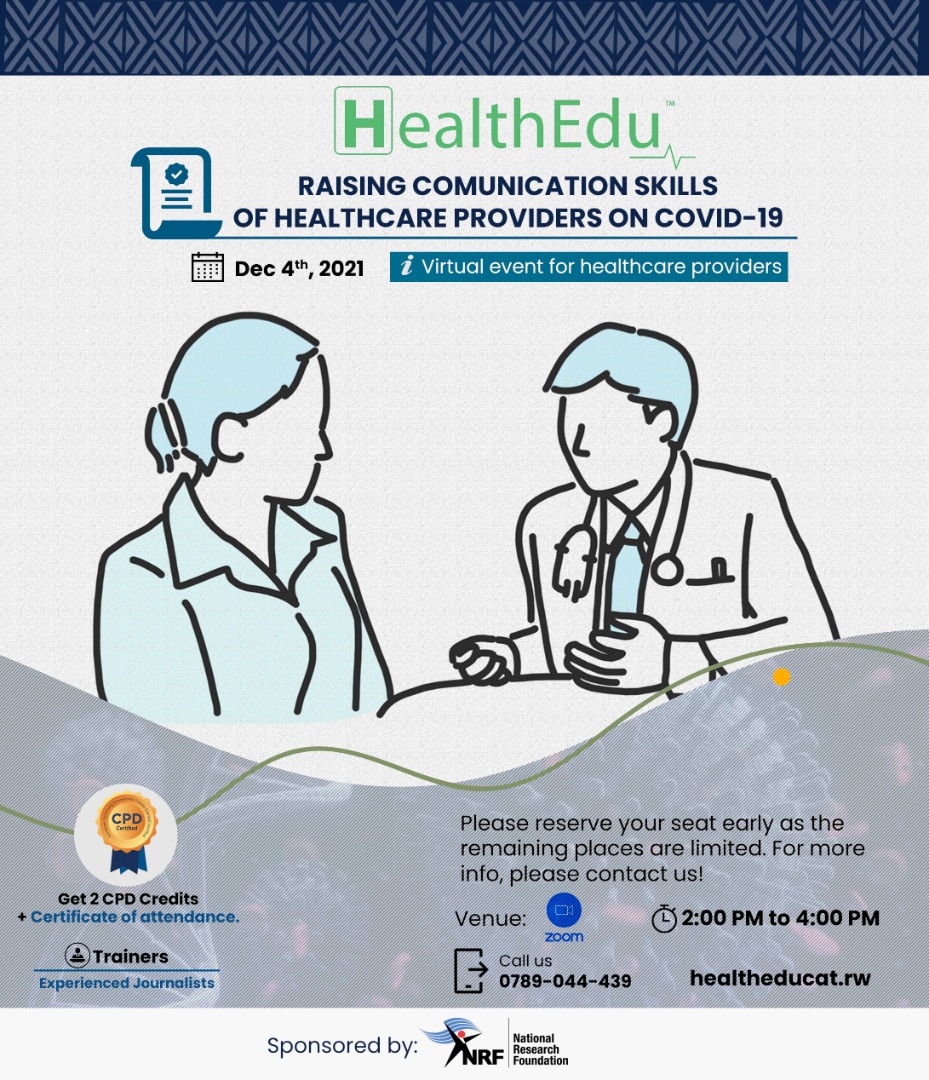 HealthEdu™
RAISING COMUNICATION SKILLS
OF HEALTHCARE PROVIDERS ON COVID-19
Dec 4th, 2021
i Virtual event for healthcare providers
CPD
Certified
Get 2 CPD Credits
+ Certificate of attendance.
Trainers
Experienced Journalists
Please reserve your seat early as the
remaining places are limited. For more
info, please contact us!
Venue:
zoom
2:00 PM to 4:00 PM
Call us
0789-044-439
healtheducat.rw
Sponsored by:
NRF
National
Research
Foundation